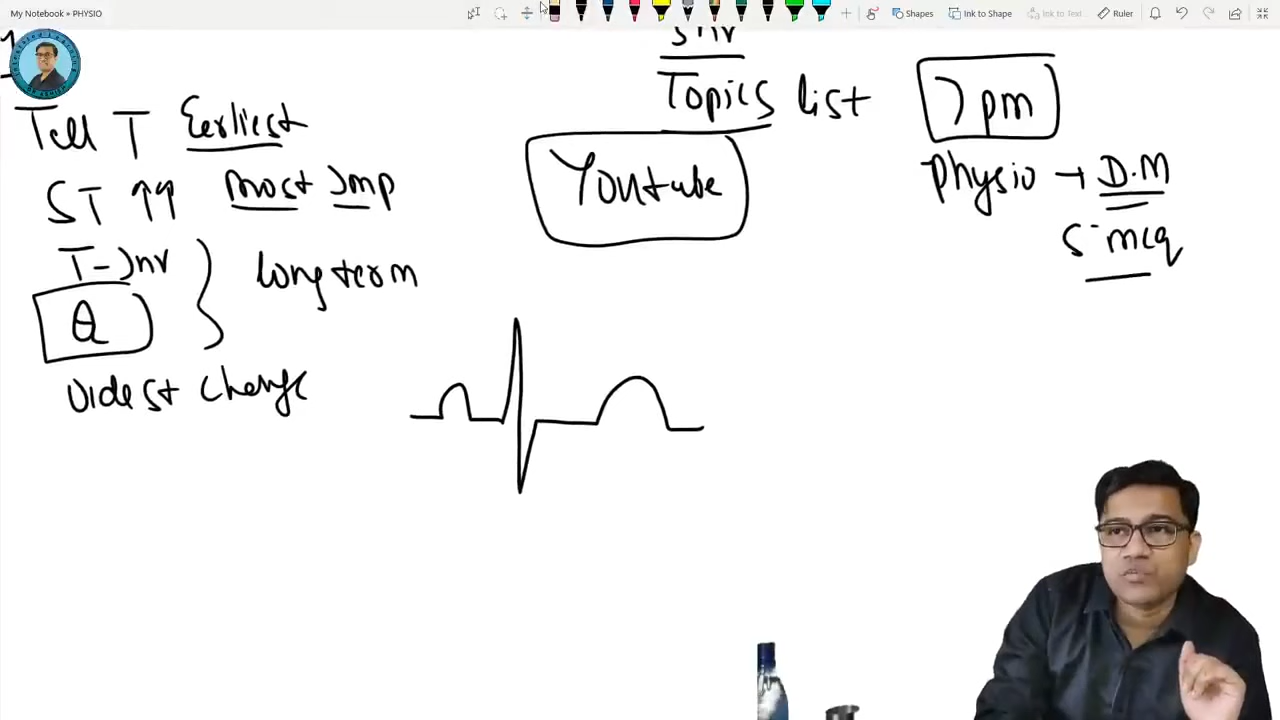 My Notebook » PHYSIO
Shapes
Ink to Shape
Ink to Text
Ruler
Topics list
7 pm
Tall T Earliest
ST ↑↑ most Imp
Youtube
Physio → D.M
5 mcq
T-Inv
Q
long term
oldest change